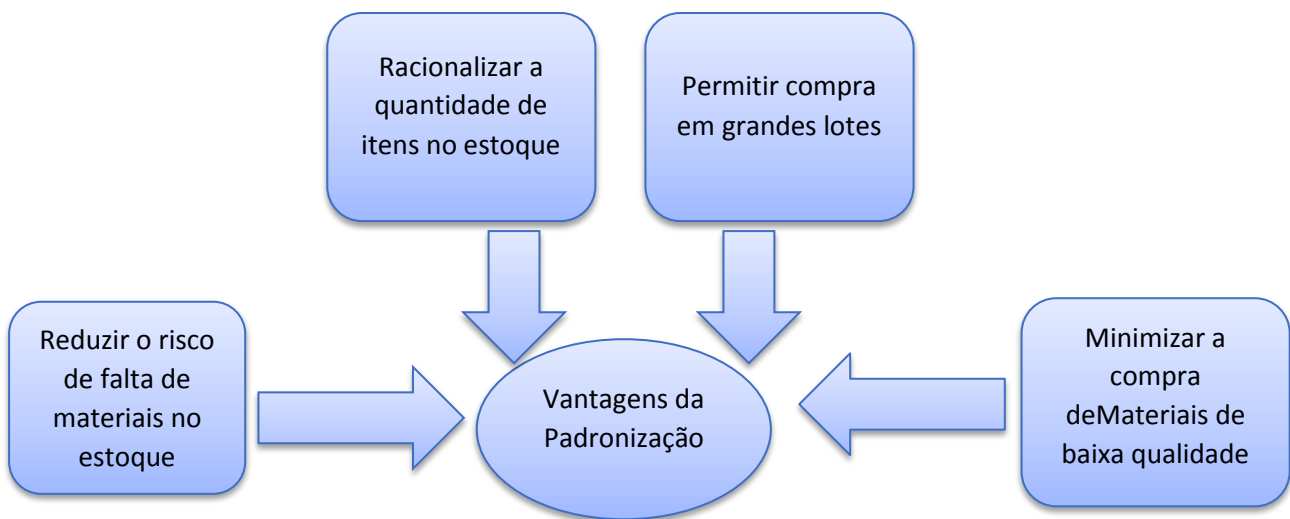 Racionalizar a
quantidade de
itens no estoque
Permitir compra
em grandes lotes
Reduzir o risco
de falta de
materiais no
estoque
Vantagens da
Padronização
Minimizar a
compra
deMateriais de
baixa qualidade